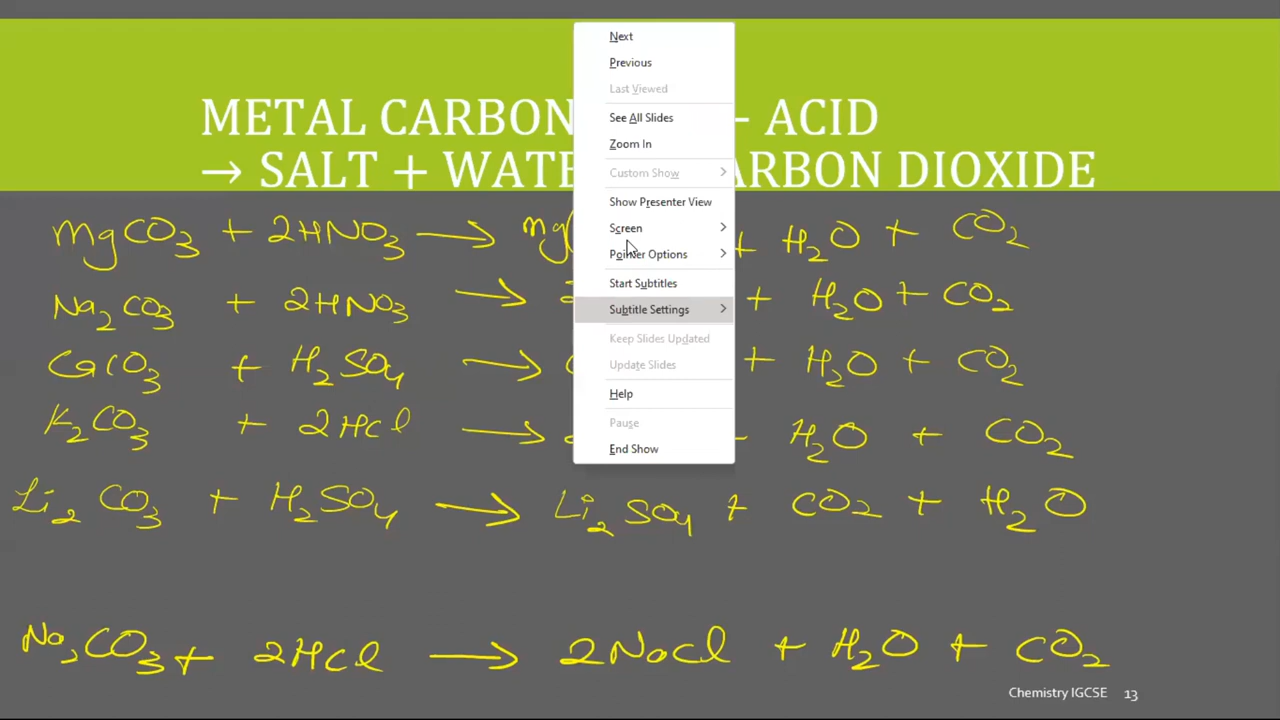 METAL CARBON - ACID
→ SALT + WATE ARBON DIOXIDE
MgCO3 + 2HNO3 → Mg + H2O + CO2
Na2CO3 + 2HNO3 → + H2O + CO2
CaCO3 + H2SO4 → + H2O + CO2
K2CO3 + 2HCl → H2O + CO2
Li2CO3 + H2SO4 → Li2SO4 + CO2 + H2O
Na2CO3 + 2HCl → 2NaCl + H2O + CO2
Next
Previous
Last Viewed
See All Slides
Zoom In
Custom Show
Show Presenter View
Screen
Pointer Options
Start Subtitles
Subtitle Settings
Keep Slides Updated
Update Slides
Help
Pause
End Show
Chemistry IGCSE 13